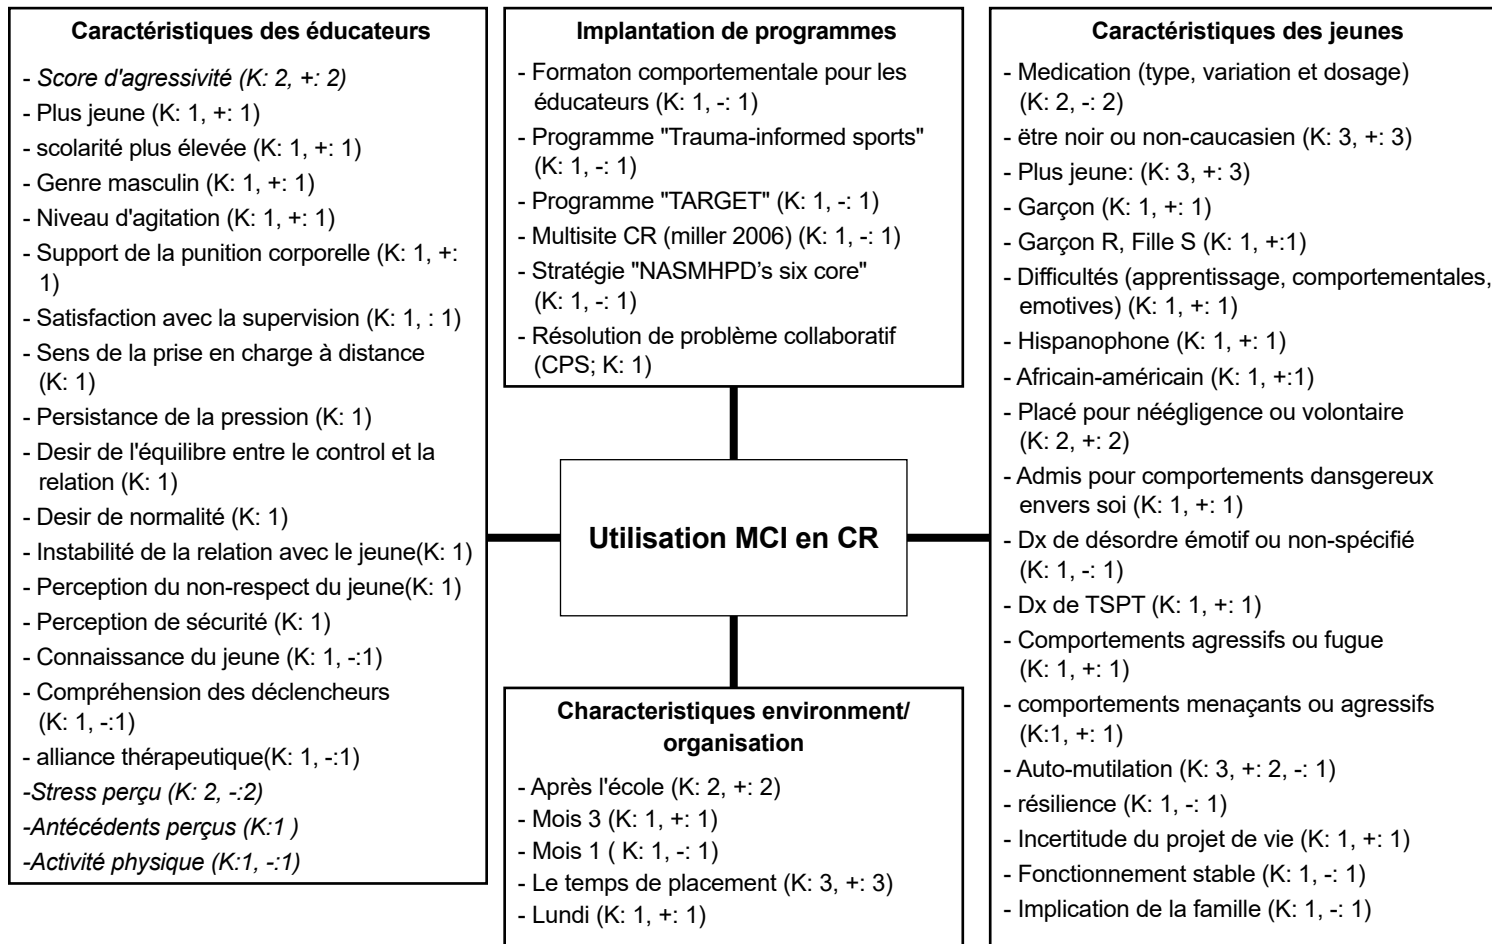 Caractéristiques des éducateurs
- Score d'agressivité (K: 2, +: 2)
- Plus jeune (K: 1, +: 1)
- scolarité plus élevée (K: 1, +: 1)
- Genre masculin (K: 1, +: 1)
- Niveau d'agitation (K: 1, +: 1)
- Support de la punition corporelle (K: 1, +:
1)
- Satisfaction avec la supervision (K: 1, : 1)
- Sens de la prise en charge à distance
(K: 1)
- Persistance de la pression (K: 1)
- Desir de l'équilibre entre le control et la
relation (K: 1)
- Desir de normalité (K: 1)
- Instabilité de la relation avec le jeune(K: 1)
- Perception du non-respect du jeune(K: 1)
- Perception de sécurité (K: 1)
- Connaissance du jeune (K: 1, -:1)
- Compréhension des déclencheurs
(K: 1, -:1)
- alliance thérapeutique(K: 1, -:1)
-Stress perçu (K: 2, -:2)
-Antécédents perçus (K:1 )
-Activité physique (K:1, -:1)
Implantation de programmes
- Formaton comportementale pour les
éducateurs (K: 1, -: 1)
- Programme "Trauma-informed sports"
(K: 1, -: 1)
- Programme "TARGET" (K: 1, -: 1)
- Multisite CR (miller 2006) (K: 1, -: 1)
- Stratégie "NASMHPD's six core"
(K: 1, -: 1)
- Résolution de problème collaboratif
(CPS; K: 1)
Utilisation MCI en CR
Characteristiques environment/
organisation
- Après l'école (K: 2, +: 2)
- Mois 3 (K: 1, +: 1)
- Mois 1 ( K: 1, -: 1)
- Le temps de placement (K: 3, +: 3)
- Lundi (K: 1, +: 1)
Caractéristiques des jeunes
- Medication (type, variation et dosage)
(K: 2, -: 2)
- ëtre noir ou non-caucasien (K: 3, +: 3)
- Plus jeune: (K: 3, +: 3)
- Garçon (K: 1, +: 1)
- Garçon R, Fille S (K: 1, +:1)
- Difficultés (apprentissage, comportementales,
emotives) (K: 1, +: 1)
- Hispanophone (K: 1, +: 1)
- Africain-américain (K: 1, +:1)
- Placé pour néégligence ou volontaire
(K: 2, +: 2)
- Admis pour comportements dansgereux
envers soi (K: 1, +: 1)
- Dx de désordre émotif ou non-spécifié
(K: 1, -: 1)
- Dx de TSPT (K: 1, +: 1)
- Comportements agressifs ou fugue
(K: 1, +: 1)
- comportements menaçants ou agressifs
(K:1, +: 1)
- Auto-mutilation (K: 3, +: 2, -: 1)
- résilience (K: 1, -: 1)
- Incertitude du projet de vie (K: 1, +: 1)
- Fonctionnement stable (K: 1, -: 1)
- Implication de la famille (K: 1, -: 1)